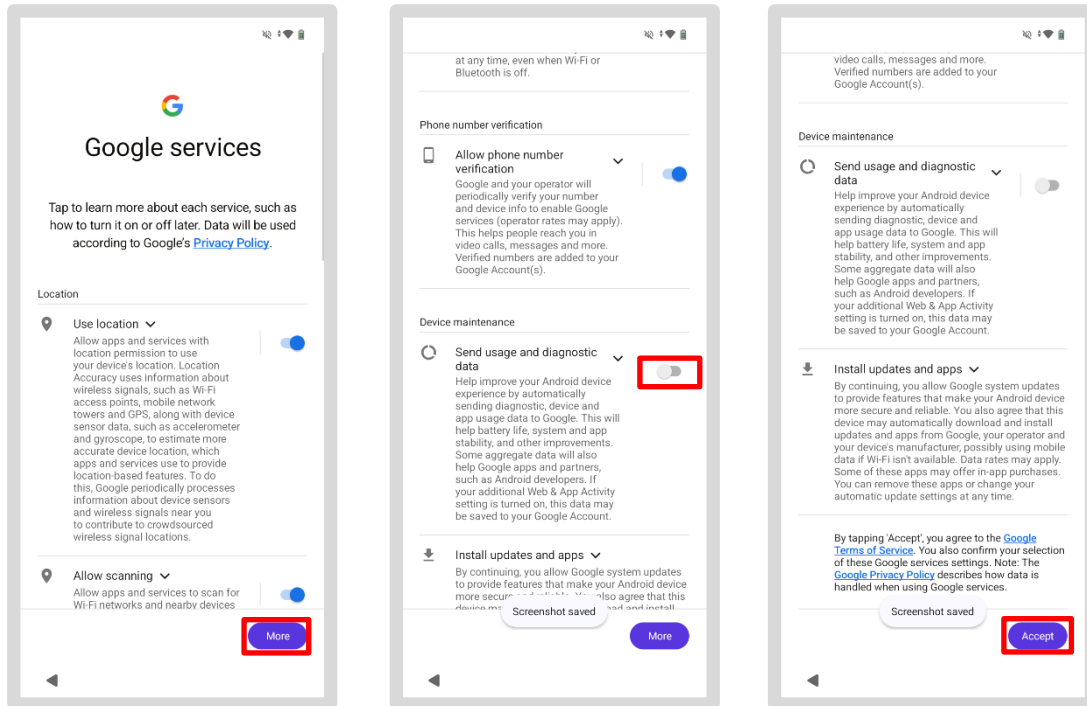 Google services
Tap to learn more about each service, such as
how to turn it on or off later. Data will be used
according to Google's Privacy Policy.
Location
Use location
Allow apps and services with
location permission to use
your device's location. Location
Accuracy uses information about
wireless signals, such as Wi-Fi
access points, mobile network
towers and GPS, along with device
sensor data, such as accelerometer
and gyroscope, to estimate more
accurate device location, which
apps and services use to provide
location-based features. To do
this, Google periodically processes
information about device sensors
and wireless signals near you
to contribute to crowdsourced
wireless signal locations.
Allow scanning
Allow apps and services to scan for
Wi-Fi networks and nearby devices
More
at any time, even when Wi-Fi or
Bluetooth is off.
Phone number verification
Allow phone number
verification
Google and your operator will
periodically verify your number
and device info to enable Google
services (operator rates may apply).
This helps people reach you in
video calls, messages and more.
Verified numbers are added to your
Google Account(s).
Device maintenance
Send usage and diagnostic
data
Help improve your Android device
experience by automatically
sending diagnostic, device and
app usage data to Google. This will
help battery life, system and app
stability, and other improvements.
Some aggregate data will also
help Google apps and partners,
such as Android developers. If
your additional Web & App Activity
setting is turned on, this data may
be saved to your Google Account.
Install updates and apps
By continuing, you allow Google system updates
to provide features that make your Android device
more secure and reliable. You also agree that this
device and install
Screenshot saved
More
video calls, messages and more.
Verified numbers are added to your
Google Account(s).
Device maintenance
Send usage and diagnostic
data
Help improve your Android device
experience by automatically
sending diagnostic, device and
app usage data to Google. This will
help battery life, system and app
stability, and other improvements.
Some aggregate data will also
help Google apps and partners,
such as Android developers. If
your additional Web & App Activity
setting is turned on, this data may
be saved to your Google Account.
Install updates and apps
By continuing, you allow Google system updates
to provide features that make your Android device
more secure and reliable. You also agree that this
device may automatically download and install
updates and apps from Google, your operator and
your device's manufacturer, possibly using mobile
data if Wi-Fi isn't available. Data rates may apply.
Some of these apps may offer in-app purchases.
You can remove these apps or change your
automatic update settings at any time.
By tapping 'Accept', you agree to the Google
Terms of Service. You also confirm your selection
of these Google services settings. Note: The
Google Privacy Policy describes how data is
handled when using Google services.
Screenshot saved
Accept